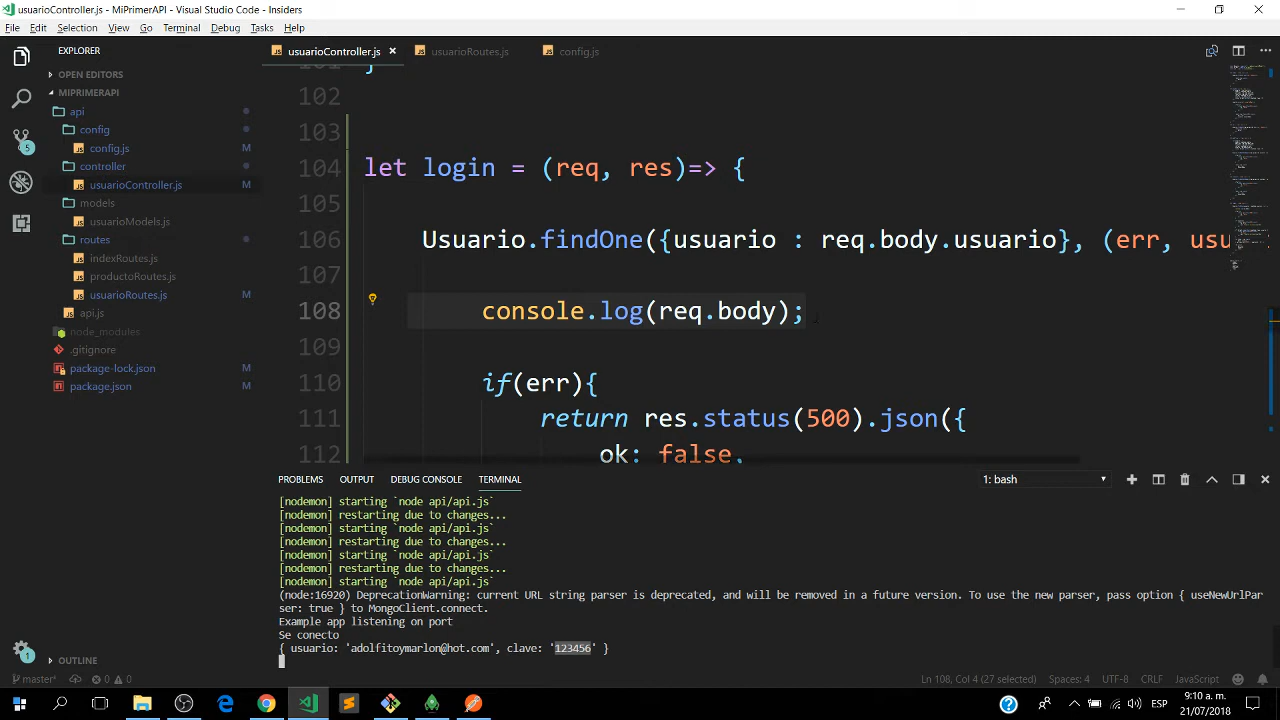 usuarioController.js - MiPrimerAPI - Visual Studio Code - Insiders
File Edit Selection View Go Terminal Debug Tasks Help
EXPLORER
OPEN EDITORS
MIPRIMERAPI
api
config
config.js M
controller
usuarioController.js M
models
usuarioModels.js
routes
indexRoutes.js
productoRoutes.js
usuarioRoutes.js M
api.js
node_modules
.gitignore
package-lock.json M
package.json M
OUTLINE
5
1
usuarioController.js usuarioRoutes.js config.js
102
103
104 let login = (req, res)=> {
105
106 Usuario.findOne({usuario : req.body.usuario}, (err, usu
107
108 console.log(req.body);
109
110 if(err){
111 return res.status(500).json({
112 ok: false,
PROBLEMS OUTPUT DEBUG CONSOLE TERMINAL 1: bash
[nodemon] starting `node api/api.js`
[nodemon] restarting due to changes...
[nodemon] starting `node api/api.js`
[nodemon] restarting due to changes...
[nodemon] starting `node api/api.js`
[nodemon] restarting due to changes...
[nodemon] starting `node api/api.js`
(node:16920) DeprecationWarning: current URL string parser is deprecated, and will be removed in a future version. To use the new parser, pass option { useNewUrlPar
ser: true } to MongoClient.connect.
Example app listening on port
Se conecto
{ usuario: 'adolfitoymarlon@hot.com', clave: '123456' }
master* 0 0 Ln 108, Col 4 (27 selected) Spaces: 4 UTF-8 CRLF JavaScript
ESP
9:10 a. m.
21/07/2018